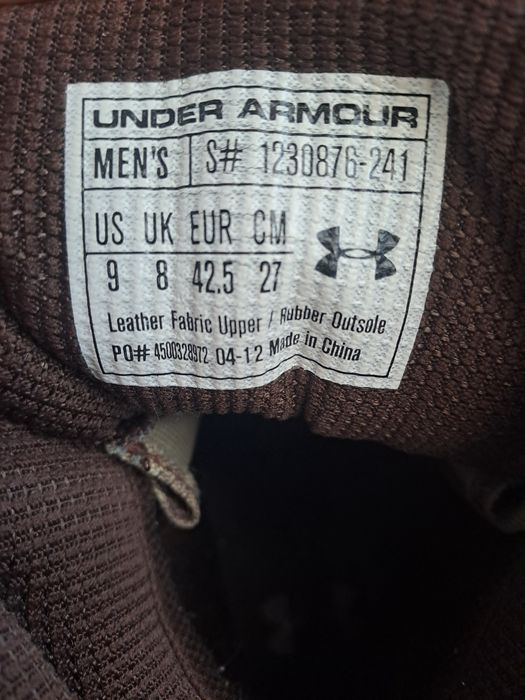 UNDER ARMOUR
MEN'S S# 1230876-241
US UK EUR CM
9 8 42.5 27
Leather Fabric Upper / Rubber Outsole
PO# 4500328972 04-12 Made in China